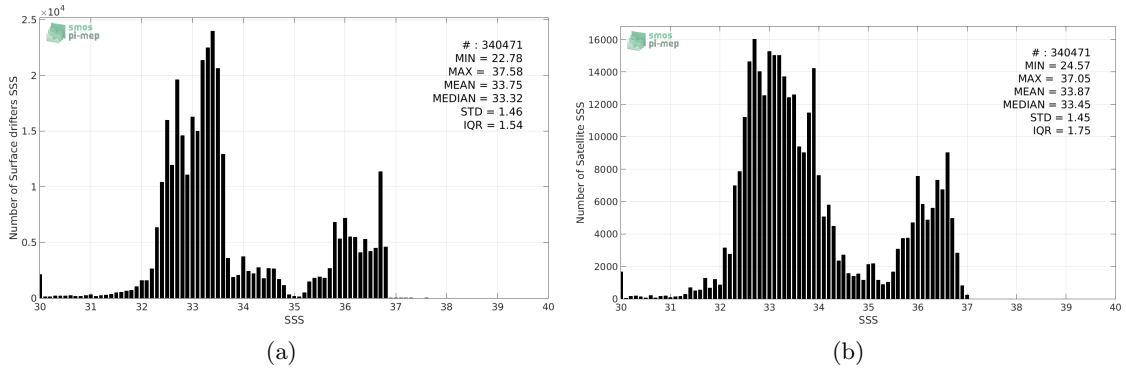 2.5 ×10⁴
smos
pi-mep
# : 340471
MIN = 22.78
MAX = 37.58
MEAN = 33.75
MEDIAN = 33.32
STD = 1.46
IQR = 1.54
Number of Surface drifters SSS
2
1.5
1
0.5
0
30 31 32 33 34 35 36 37 38 39 40
SSS
(a)
smos
pi-mep
# : 340471
MIN = 24.57
MAX = 37.05
MEAN = 33.87
MEDIAN = 33.45
STD = 1.45
IQR = 1.75
Number of Satellite SSS
16000
14000
12000
10000
8000
6000
4000
2000
0
30 31 32 33 34 35 36 37 38 39 40
SSS
(b)